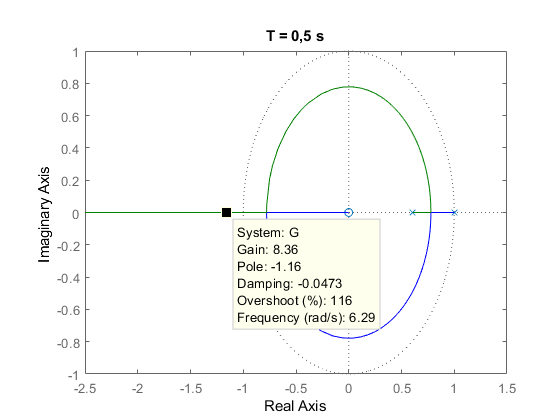 T = 0,5 s
Imaginary Axis
1
0.8
0.6
0.4
0.2
0
-0.2
-0.4
-0.6
-0.8
-1
System: G
Gain: 8.36
Pole: -1.16
Damping: -0.0473
Overshoot (%): 116
Frequency (rad/s): 6.29
-2.5 -2 -1.5 -1 -0.5 0 0.5 1 1.5
Real Axis